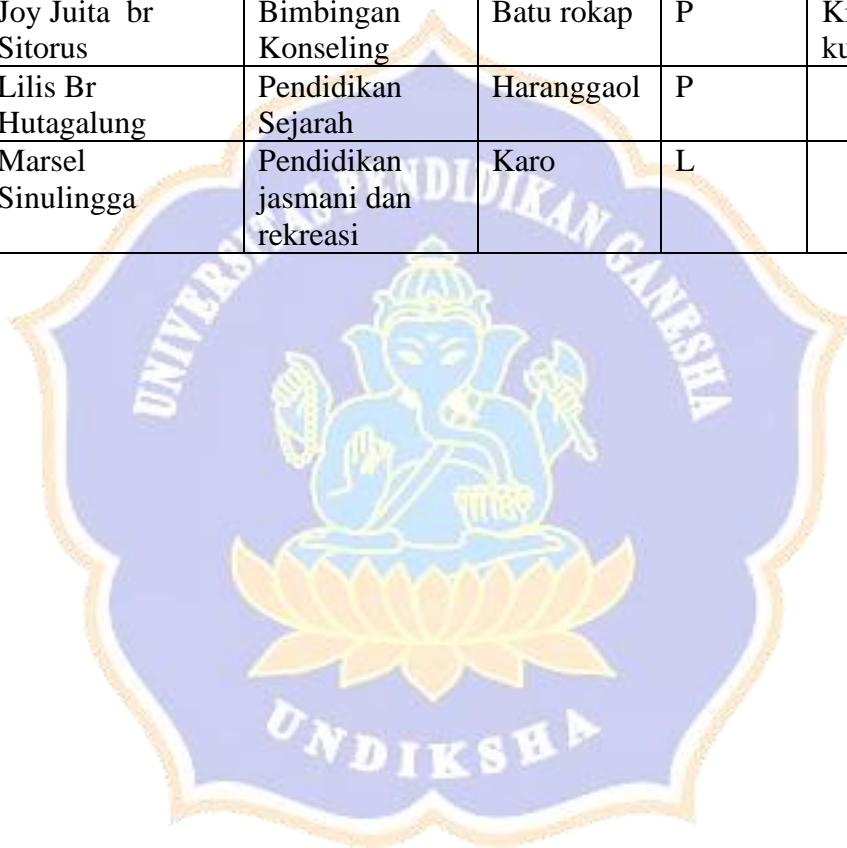 Joy Juita br Bimbingan Batu rokap P
Sitorus Konseling
Lilis Br Pendidikan Haranggaol P
Hutagalung Sejarah
Marsel Pendidikan Karo L
Sinulingga jasmani dan
rekreasi
UNIVERSITAS PENDIDIKAN GANESHA
UNDIKSHA